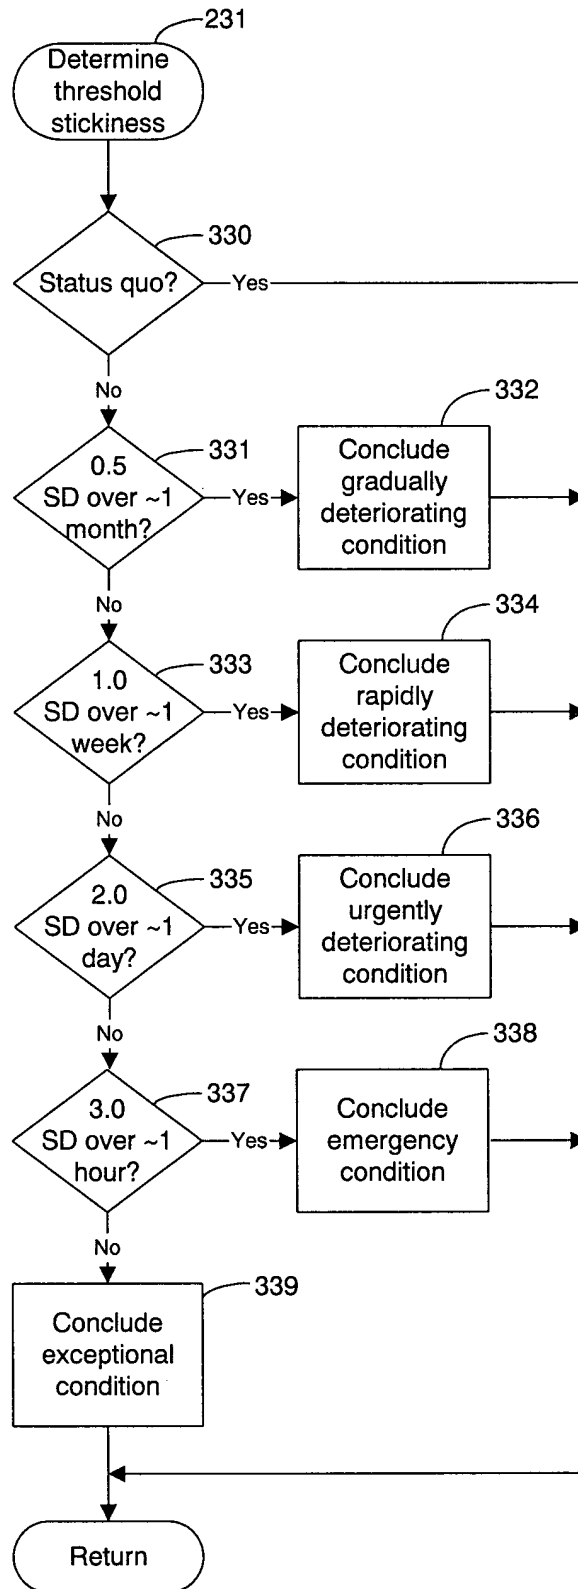 231
Determine
threshold
stickiness
330
Status quo?
Yes
No
331
0.5
SD over ~1
month?
Yes
332
Conclude
gradually
deteriorating
condition
No
333
1.0
SD over ~1
week?
Yes
334
Conclude
rapidly
deteriorating
condition
No
335
2.0
SD over ~1
day?
Yes
336
Conclude
urgently
deteriorating
condition
No
337
3.0
SD over ~1
hour?
Yes
338
Conclude
emergency
condition
No
339
Conclude
exceptional
condition
Return